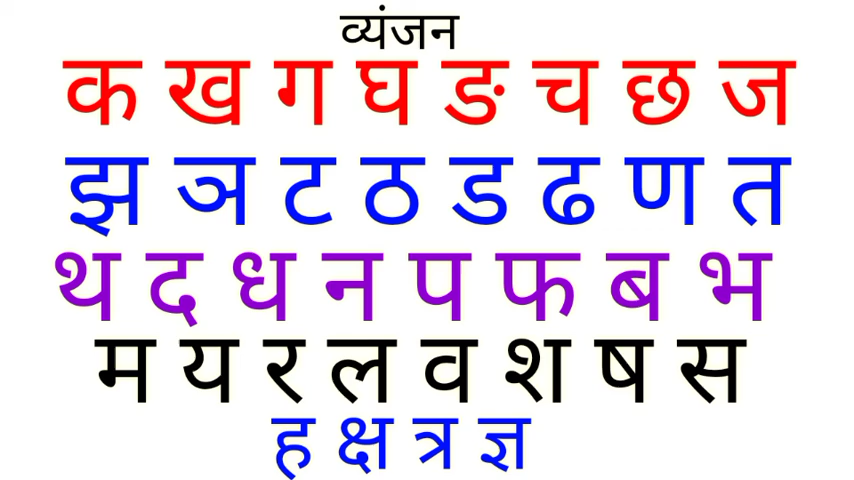 व्यंजन
क ख ग घ ङ च छ ज
झ ञ ट ठ ड ढ ण त
थ द ध न प फ ब भ
म य र ल व श ष स
ह क्ष त्र ज्ञ